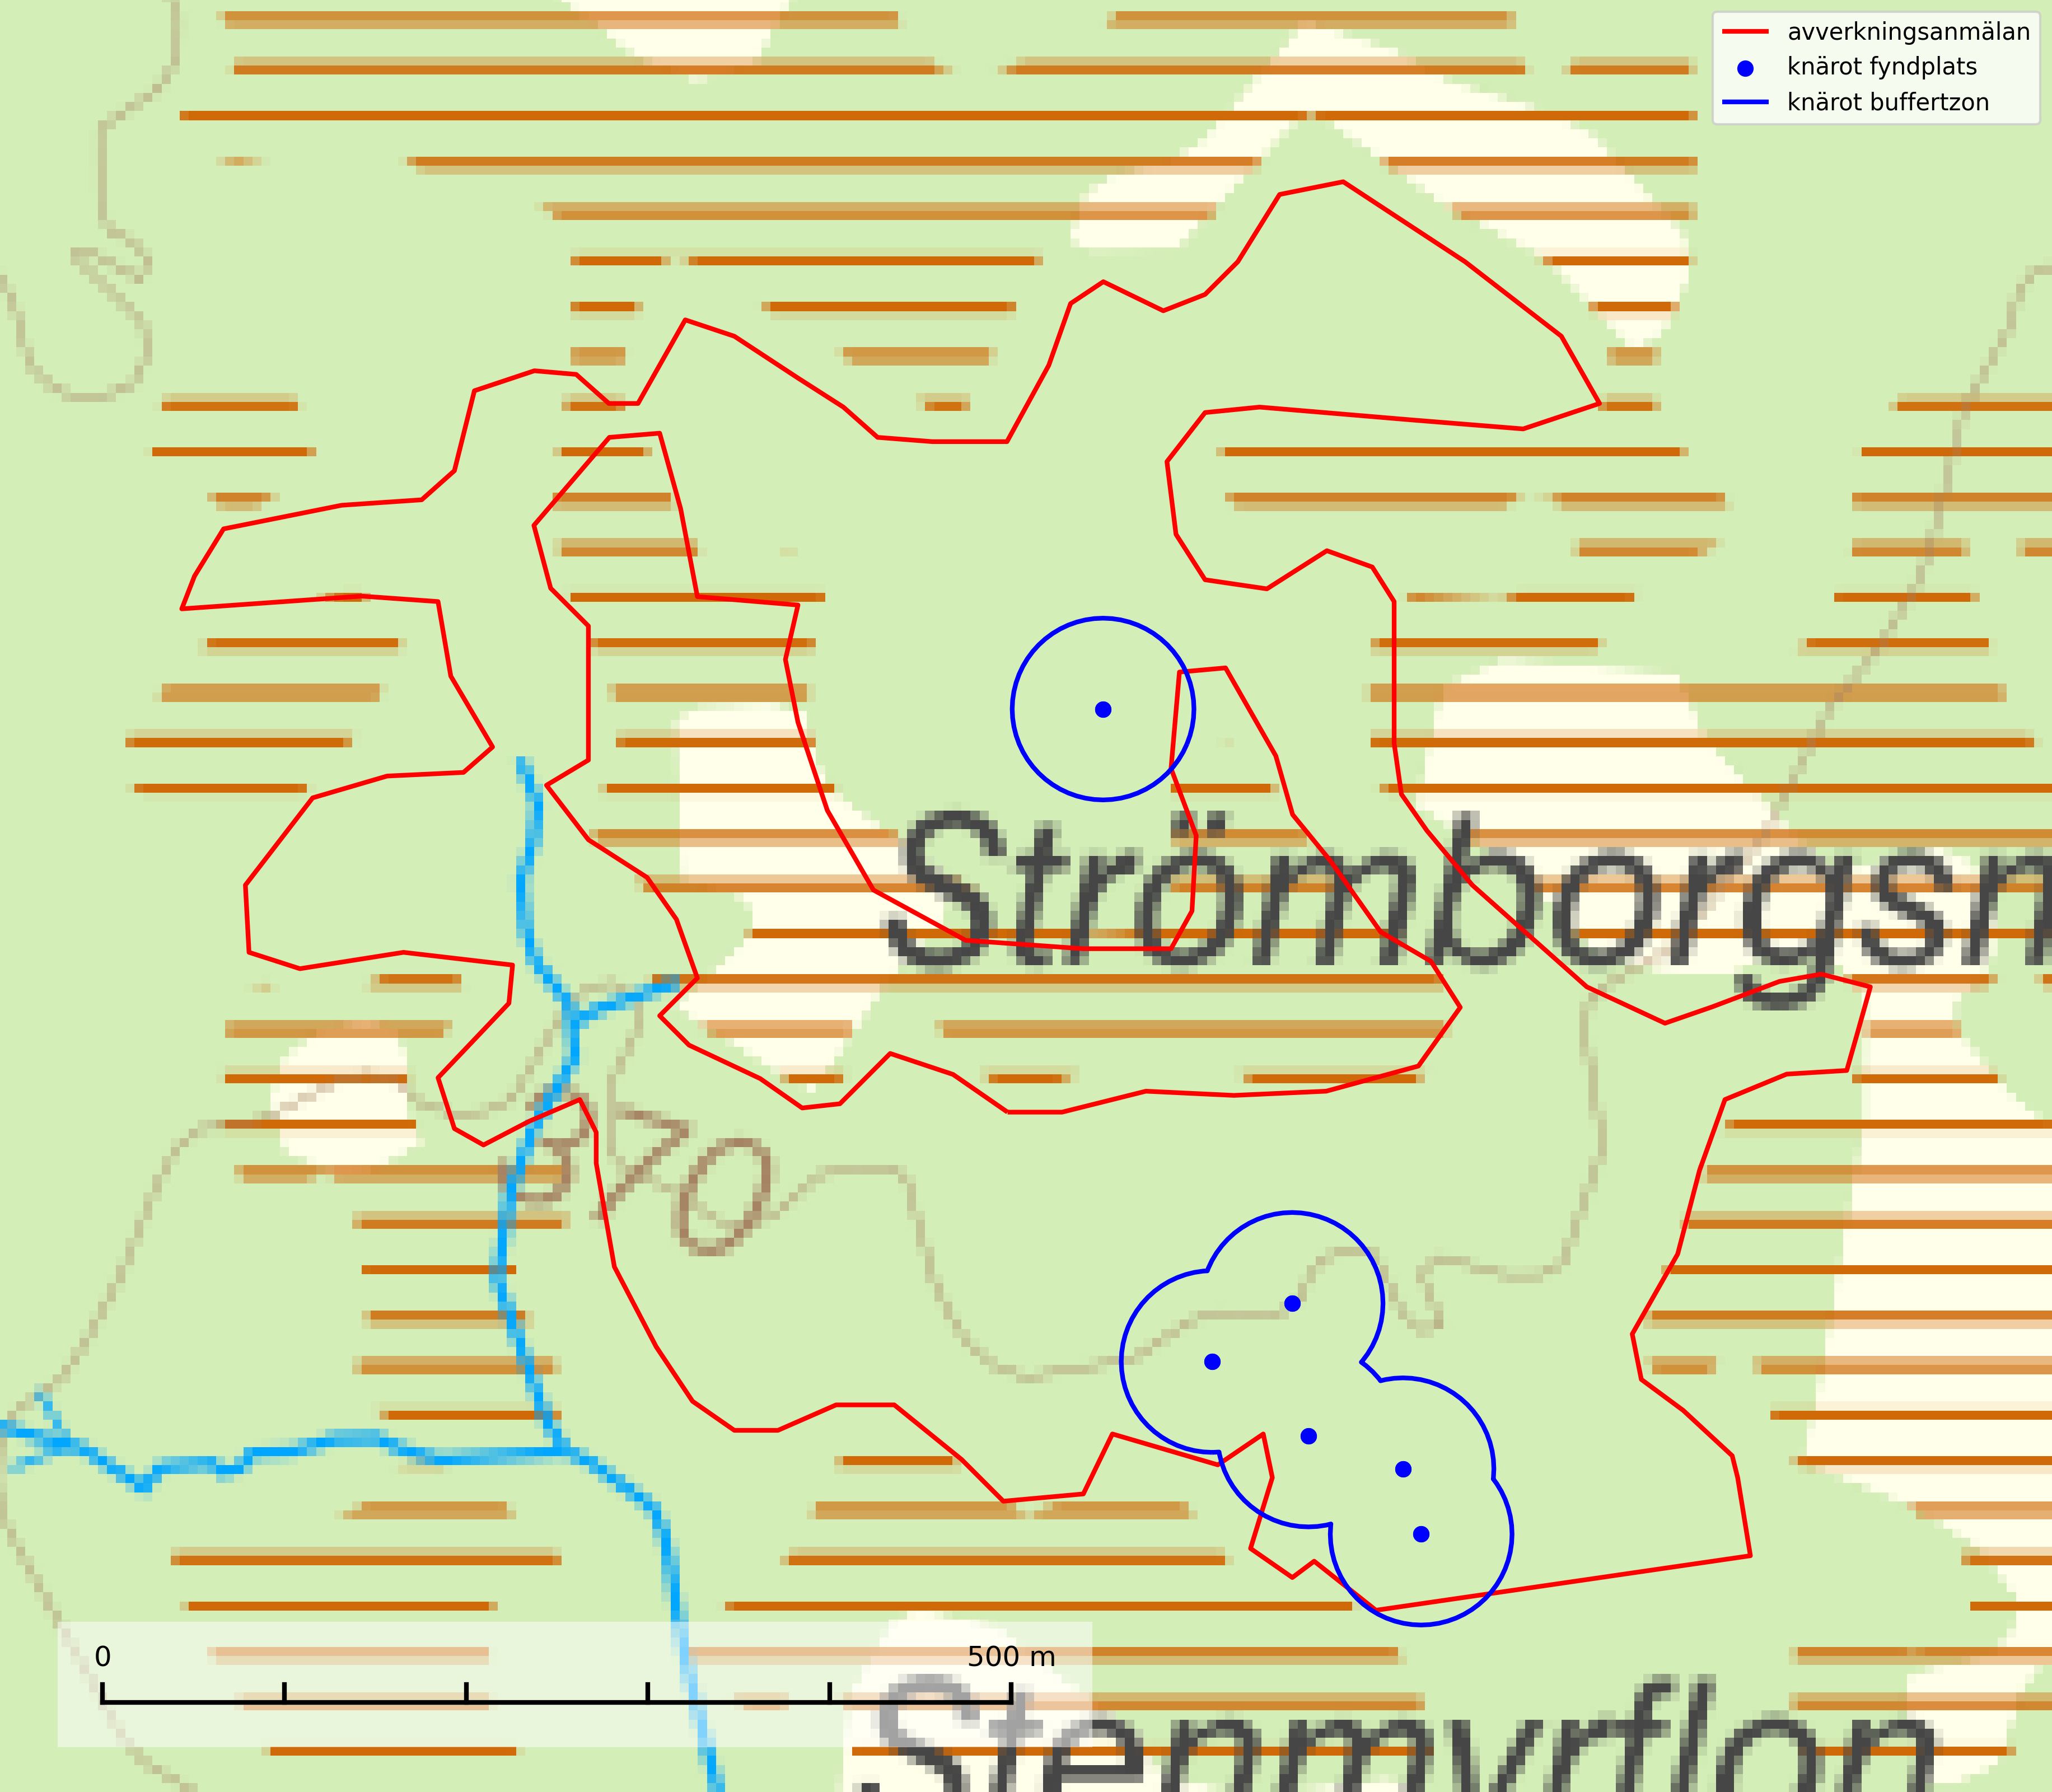 avverkningsanmälan
knärot fyndplats
knärot buffertzon
Strömborgsm
370
0 500 m
Stenmyrflon